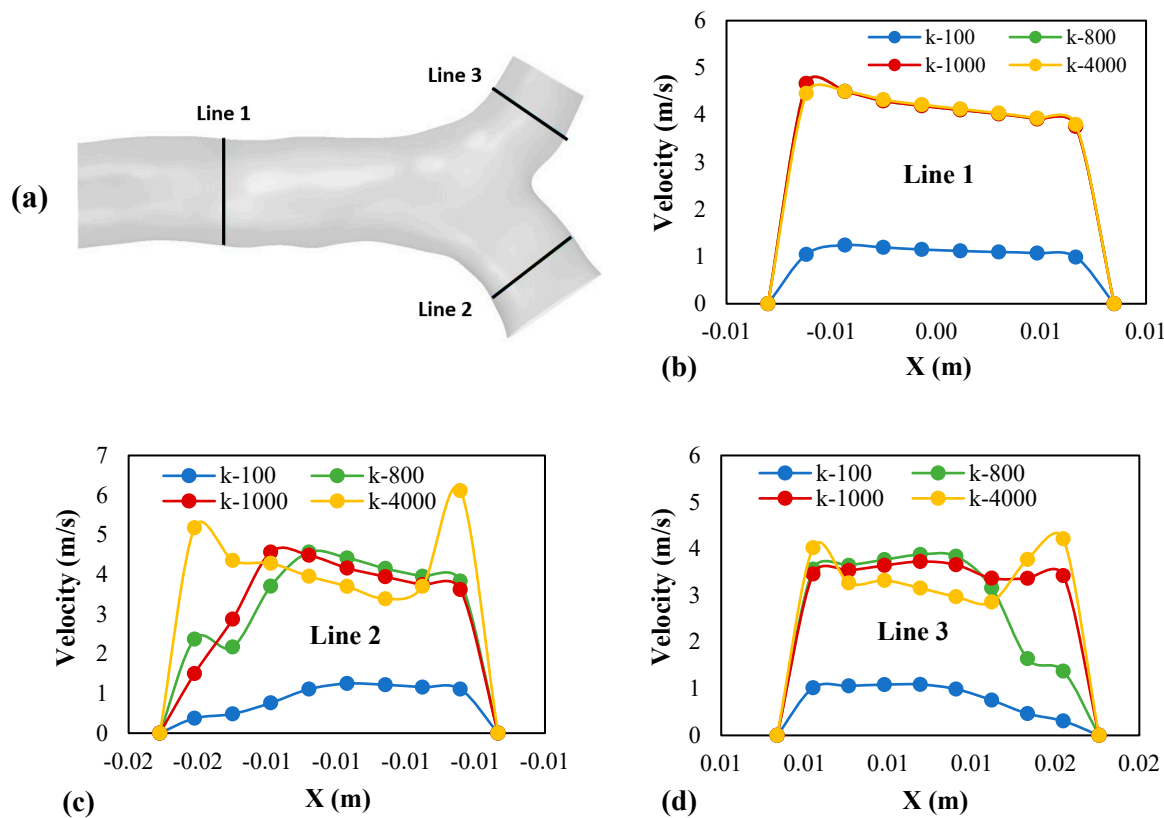 (a)
Line 1
Line 3
Line 2
k-100 k-800
k-1000 k-4000
6
5
4
3
2
1
0
Velocity (m/s)
Line 1
-0.01 -0.01 0.00 0.01 0.01
X (m)
(b)
k-100 k-800
k-1000 k-4000
7
6
5
4
3
2
1
0
Velocity (m/s)
Line 2
-0.02 -0.02 -0.01 -0.01 -0.01 -0.01 -0.01
X (m)
(c)
k-100 k-800
k-1000 k-4000
6
5
4
3
2
1
0
Velocity (m/s)
Line 3
0.01 0.01 0.01 0.01 0.02 0.02
X (m)
(d)